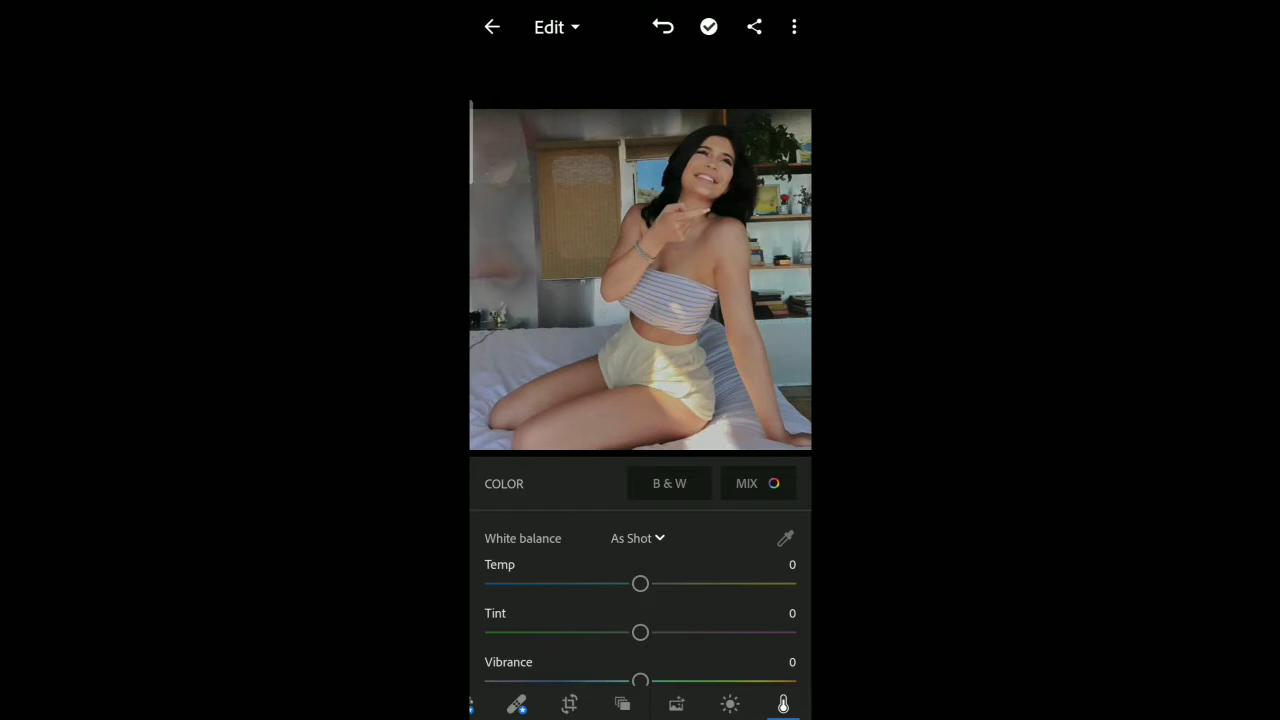 Edit
COLOR B & W MIX
White balance As Shot
Temp 0
Tint 0
Vibrance 0